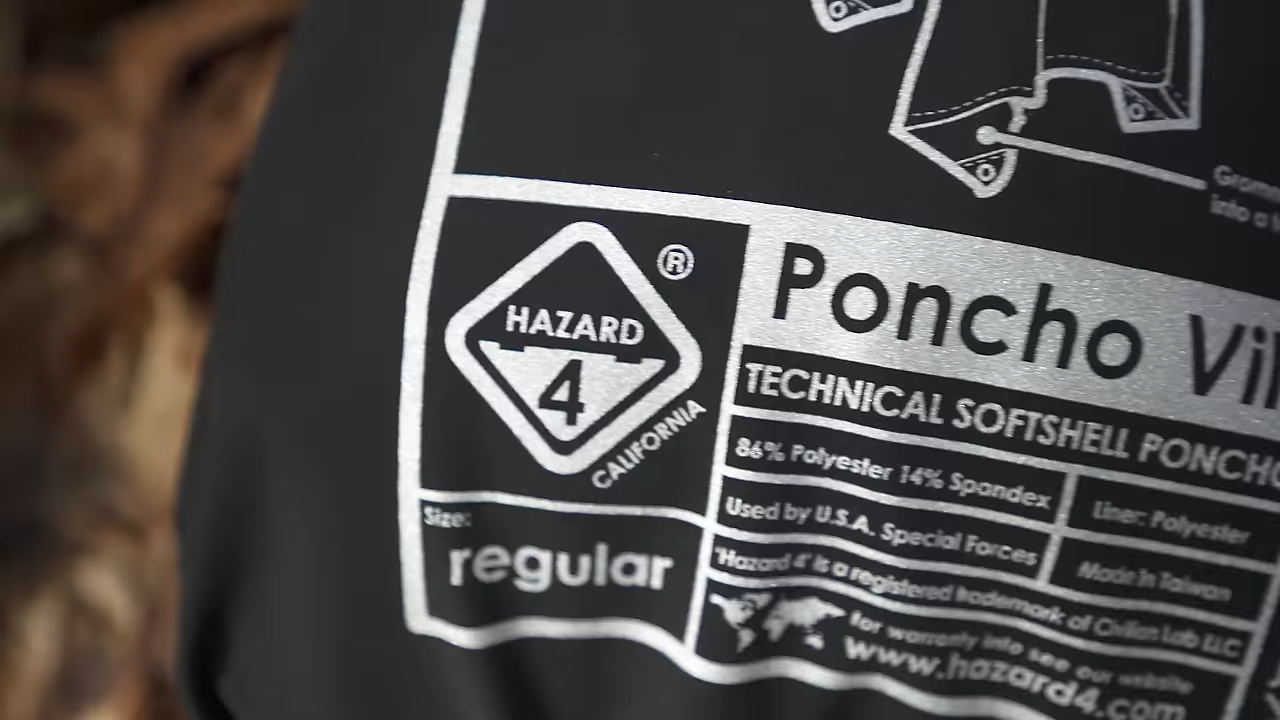 Gromm
into a
®
HAZARD
4
CALIFORNIA
Poncho Vil
TECHNICAL SOFTSHELL PONCHO
86% Polyester 14% Spandex
Liner: Polyester
Used by U.S.A. Special Forces
Made In Taiwan
'Hazard 4' is a registered trademark of Civilian Lab LLC
for warranty info see our website
www.hazard4.com
Size:
regular